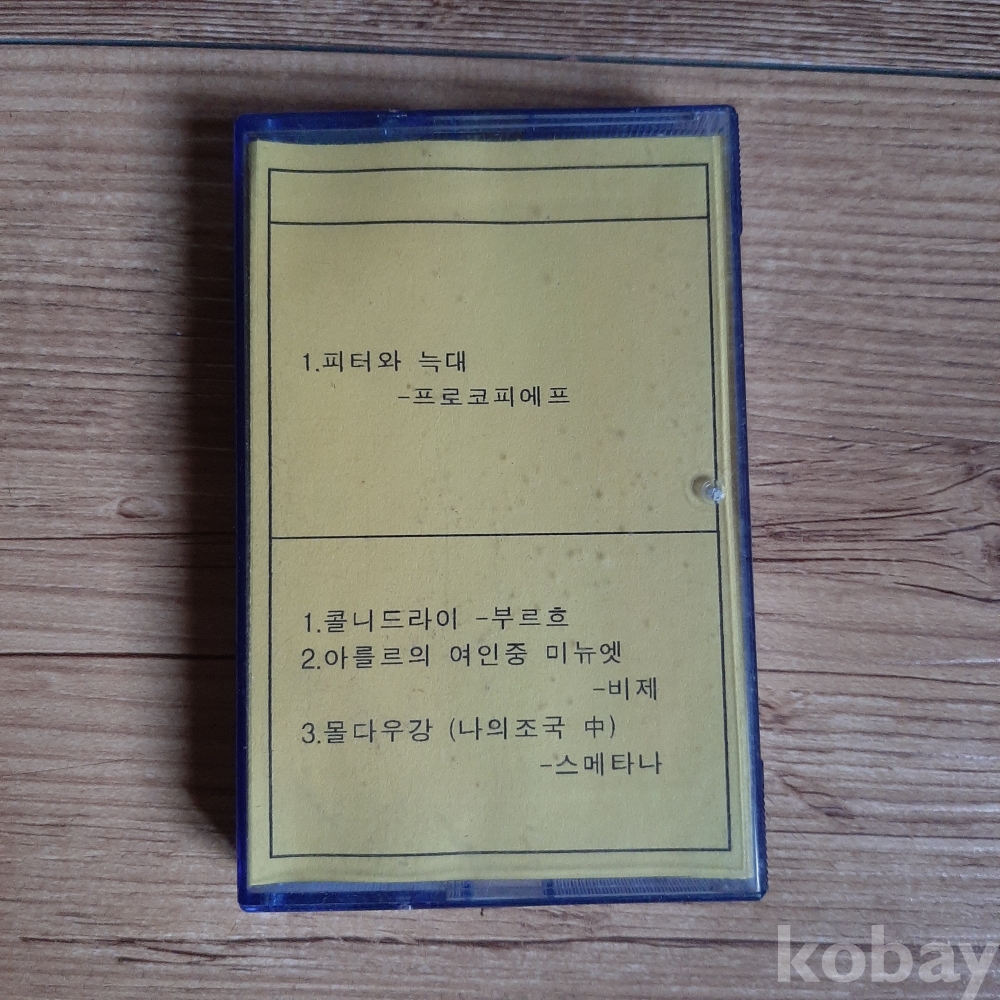 1.피터와 늑대
-프로코피에프
1.콜니드라이 -부르흐
2.아를르의 여인중 미뉴엣
-비제
3.몰다우강 (나의조국 中)
-스메타나
kobay